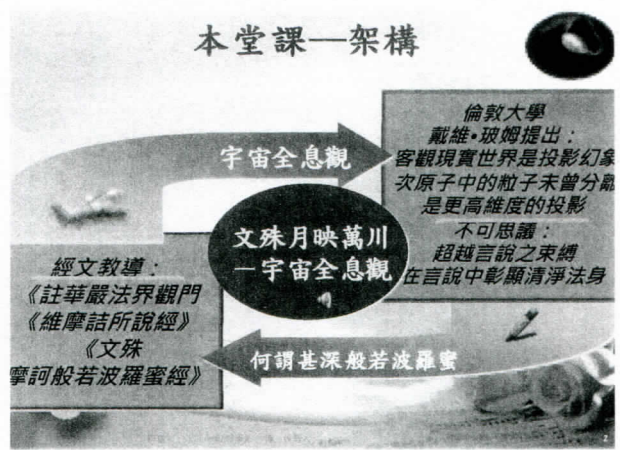 本堂課—架構
宇宙全息觀
倫敦大學
戴維•玻姆提出：
客觀現實世界是投影幻象
次原子中的粒子未曾分離
是更高維度的投影
不可思議：
超越言說之束縛
在言說中彰顯清淨法身
文殊月映萬川
—宇宙全息觀
經文教導：
《註華嚴法界觀門
《維摩詰所說經》
《文殊
摩訶般若波羅蜜經》
何謂甚深般若波羅蜜
2